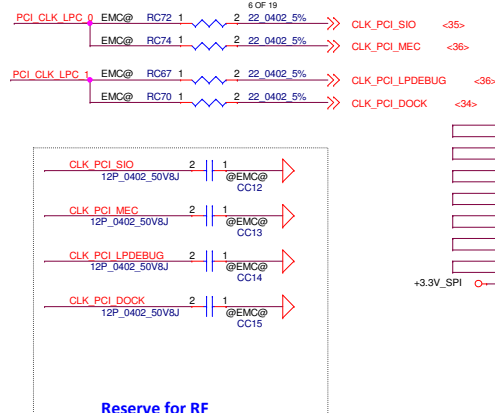 6 OF 19
PCI_CLK_LPC_0 EMC@ RC72 1 2 22_0402_5% CLK_PCI_SIO <35>
EMC@ RC74 1 2 22_0402_5% CLK_PCI_MEC <36>
PCI_CLK_LPC_1 EMC@ RC67 1 2 22_0402_5% CLK_PCI_LPDEBUG <36>
EMC@ RC70 1 2 22_0402_5% CLK_PCI_DOCK <34>
CLK_PCI_SIO 2 1
12P_0402_50V8J @EMC@
CC12
CLK_PCI_MEC 2 1
12P_0402_50V8J @EMC@
CC13
CLK_PCI_LPDEBUG 2 1
12P_0402_50V8J @EMC@
CC14
+3.3V_SPI
CLK_PCI_DOCK 2 1
12P_0402_50V8J @EMC@
CC15
Reserve for RF